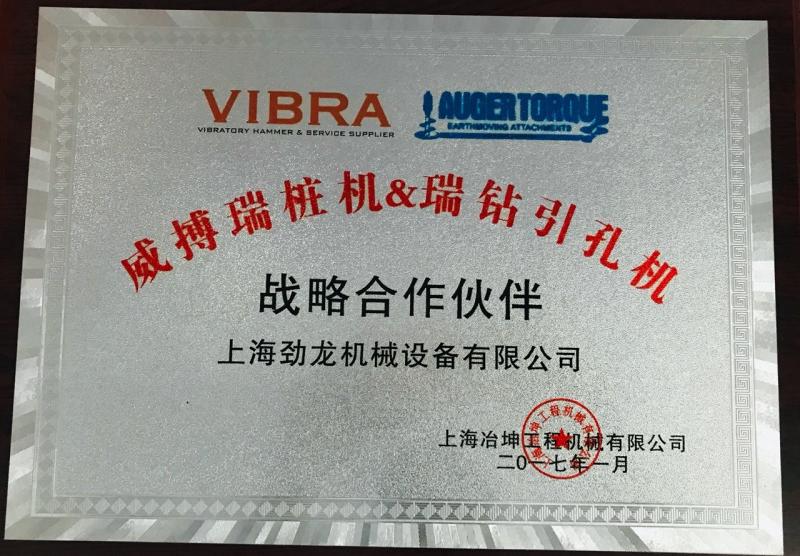 VIBRA
VIBRATORY HAMMER & SERVICE SUPPLIER
AUGER TORQUE
EARTHMOVING ATTACHMENTS
威搏瑞桩机&瑞钻引孔机
战略合作伙伴
上海劲龙机械设备有限公司
上海冶坤工程机械有限公司
二〇一七年一月